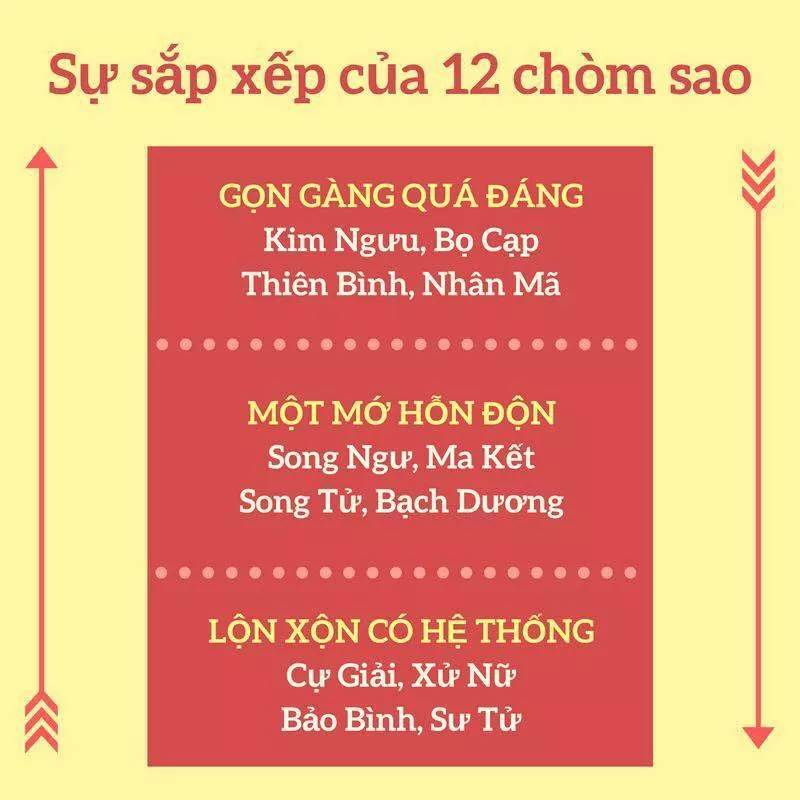 Sự sắp xếp của 12 chòm sao
GỌN GÀNG QUÁ ĐÁNG
Kim Ngưu, Bọ Cạp
Thiên Bình, Nhân Mã
MỘT MỚ HỖN ĐỘN
Song Ngư, Ma Kết
Song Tử, Bạch Dương
LỘN XỘN CÓ HỆ THỐNG
Cự Giải, Xử Nữ
Bảo Bình, Sư Tử